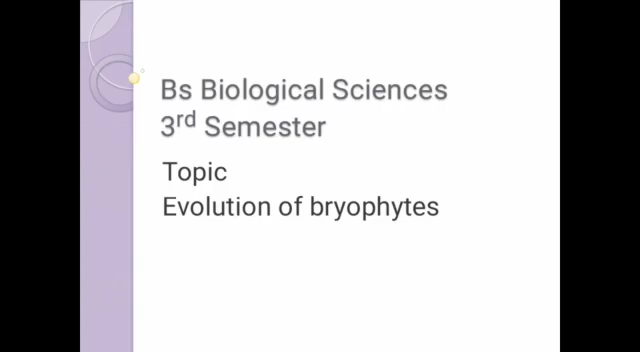 Bs Biological Sciences
3rd Semester
Topic
Evolution of bryophytes